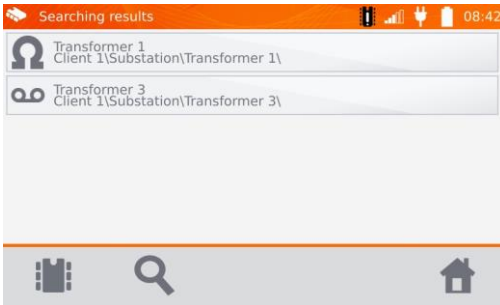 Searching results
08:42
Transformer 1
Client 1\Substation\Transformer 1\
Transformer 3
Client 1\Substation\Transformer 3\